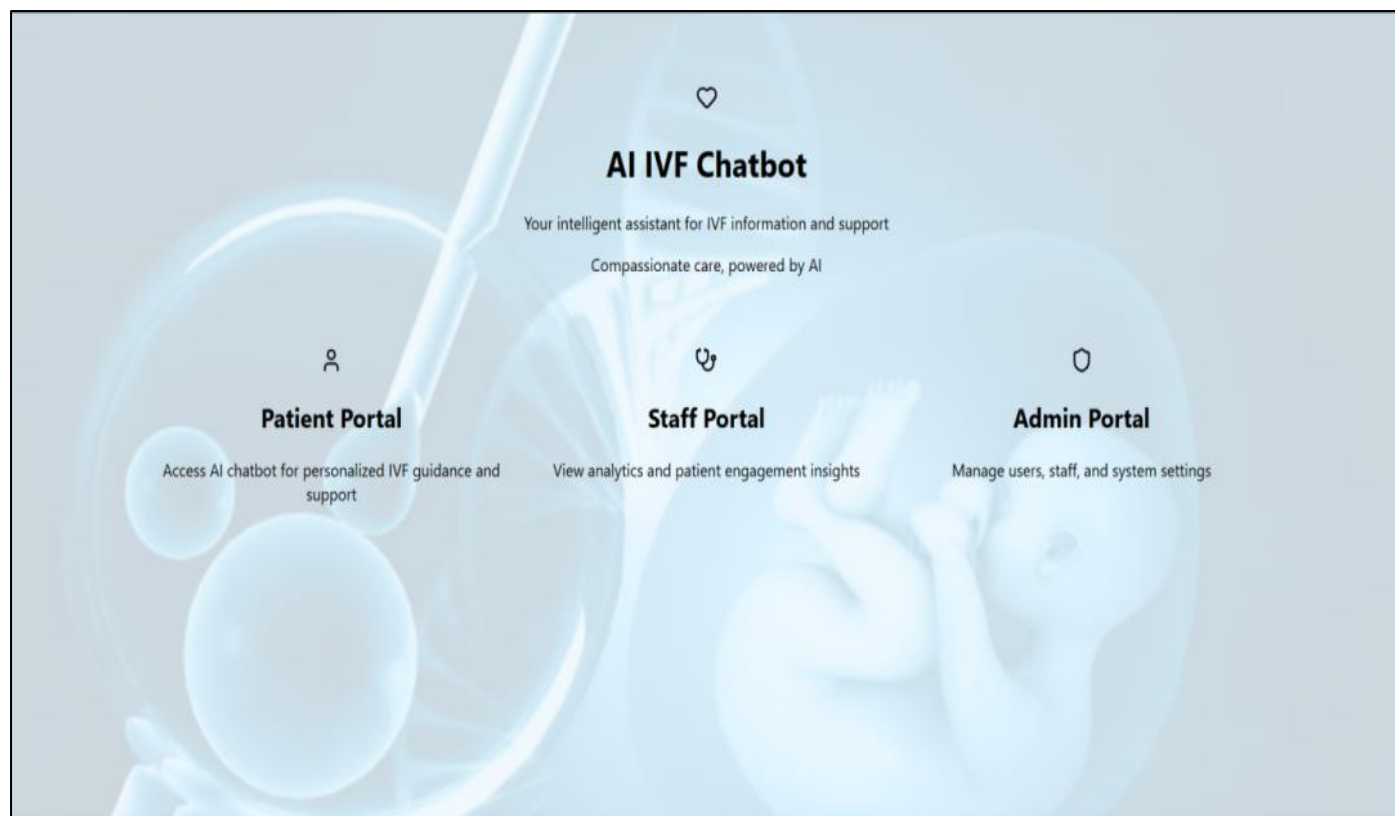 AI IVF Chatbot
Your intelligent assistant for IVF information and support
Compassionate care, powered by AI
Patient Portal
Access AI chatbot for personalized IVF guidance and
support
Staff Portal
View analytics and patient engagement insights
Admin Portal
Manage users, staff, and system settings